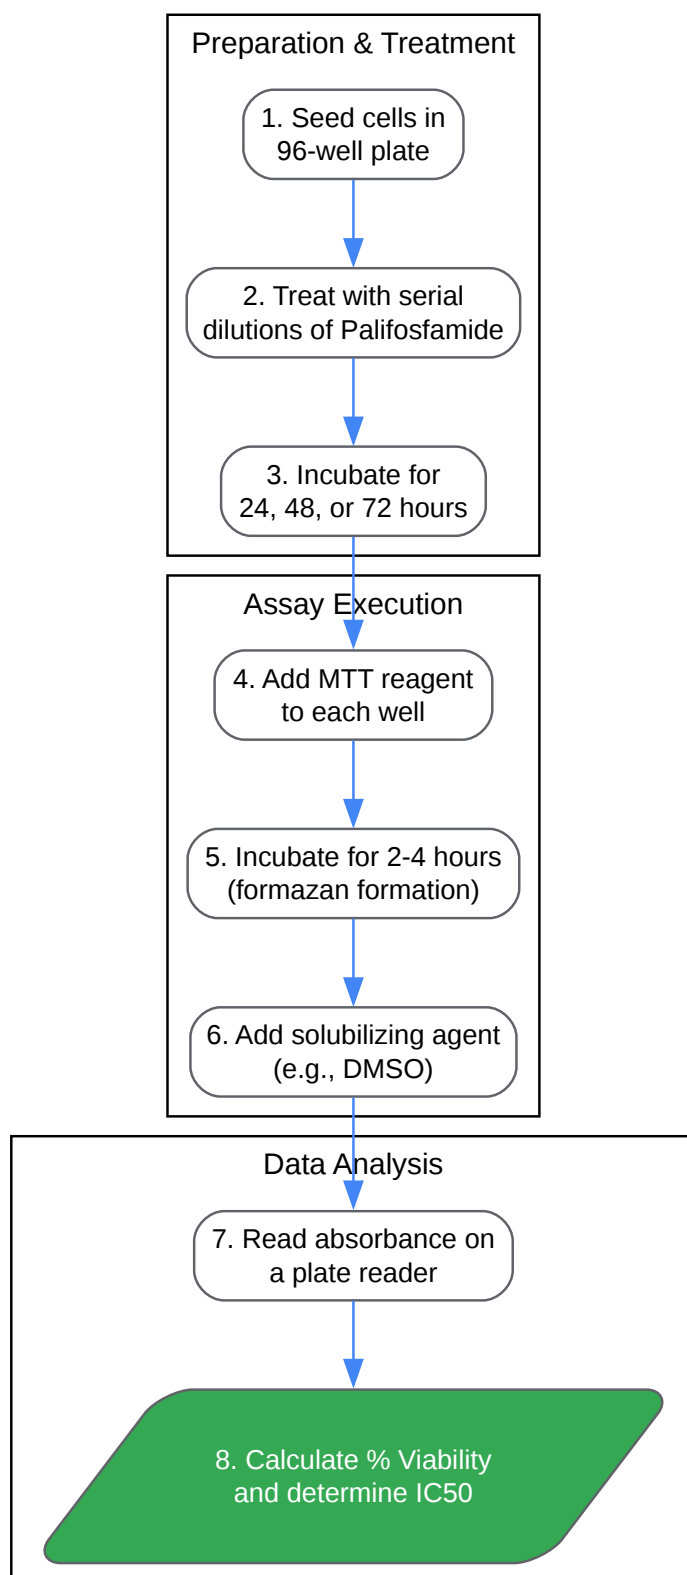 Preparation & Treatment
1. Seed cells in
96-well plate
2. Treat with serial
dilutions of Palifosfamide
3. Incubate for
24, 48, or 72 hours
Assay Execution
4. Add MTT reagent
to each well
5. Incubate for 2-4 hours
(formazan formation)
6. Add solubilizing agent
(e.g., DMSO)
Data Analysis
7. Read absorbance on
a plate reader
8. Calculate % Viability
and determine IC50